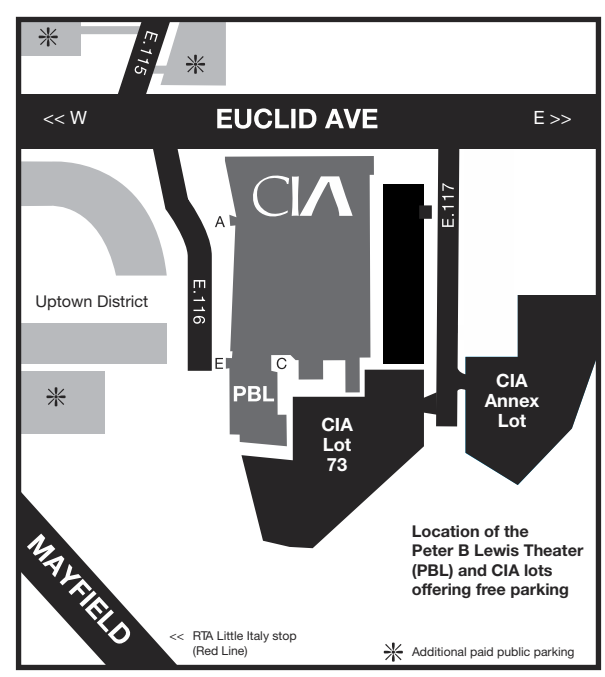 E.115
<< W
EUCLID AVE
E >>
CIA
A
E.117
Uptown District
E.116
E
C
PBL
CIA
Annex
Lot
CIA
Lot
73
Location of the
Peter B Lewis Theater
(PBL) and CIA lots
offering free parking
MAYFIELD
<< RTA Little Italy stop
(Red Line)
Additional paid public parking